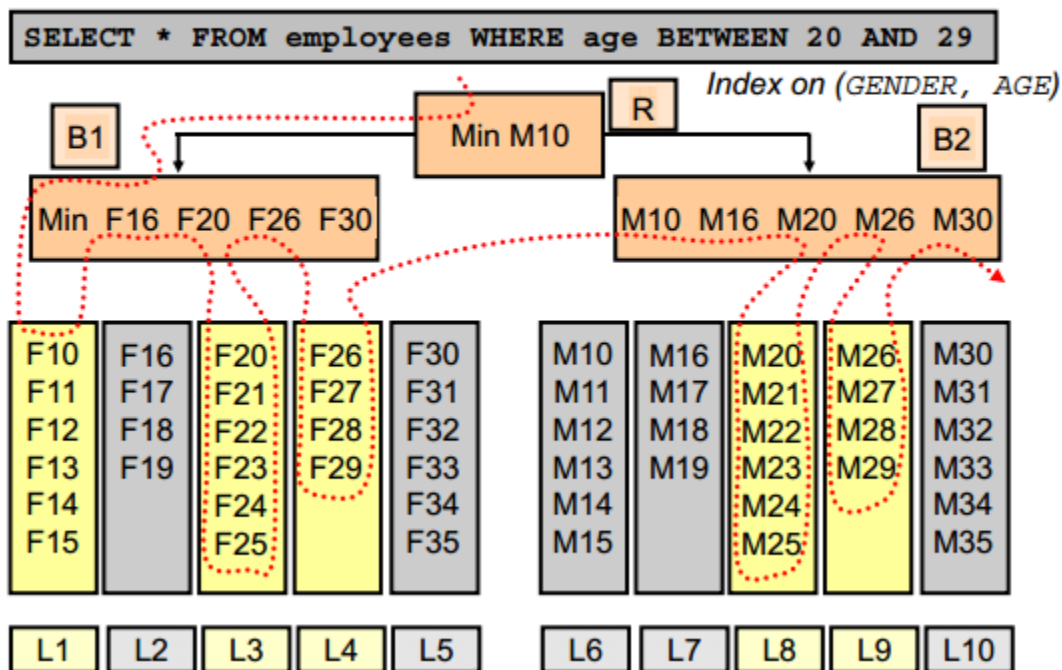 SELECT * FROM employees WHERE age BETWEEN 20 AND 29
Index on (GENDER, AGE)
B1
Min M10
R
B2
Min F16 F20 F26 F30
M10 M16 M20 M26 M30
F10
F11
F12
F13
F14
F15
F16
F17
F18
F19
F20
F21
F22
F23
F24
F25
F26
F27
F28
F29
F30
F31
F32
F33
F34
F35
M10
M11
M12
M13
M14
M15
M16
M17
M18
M19
M20
M21
M22
M23
M24
M25
M26
M27
M28
M29
M30
M31
M32
M33
M34
M35
L1 L2 L3 L4 L5 L6 L7 L8 L9 L10